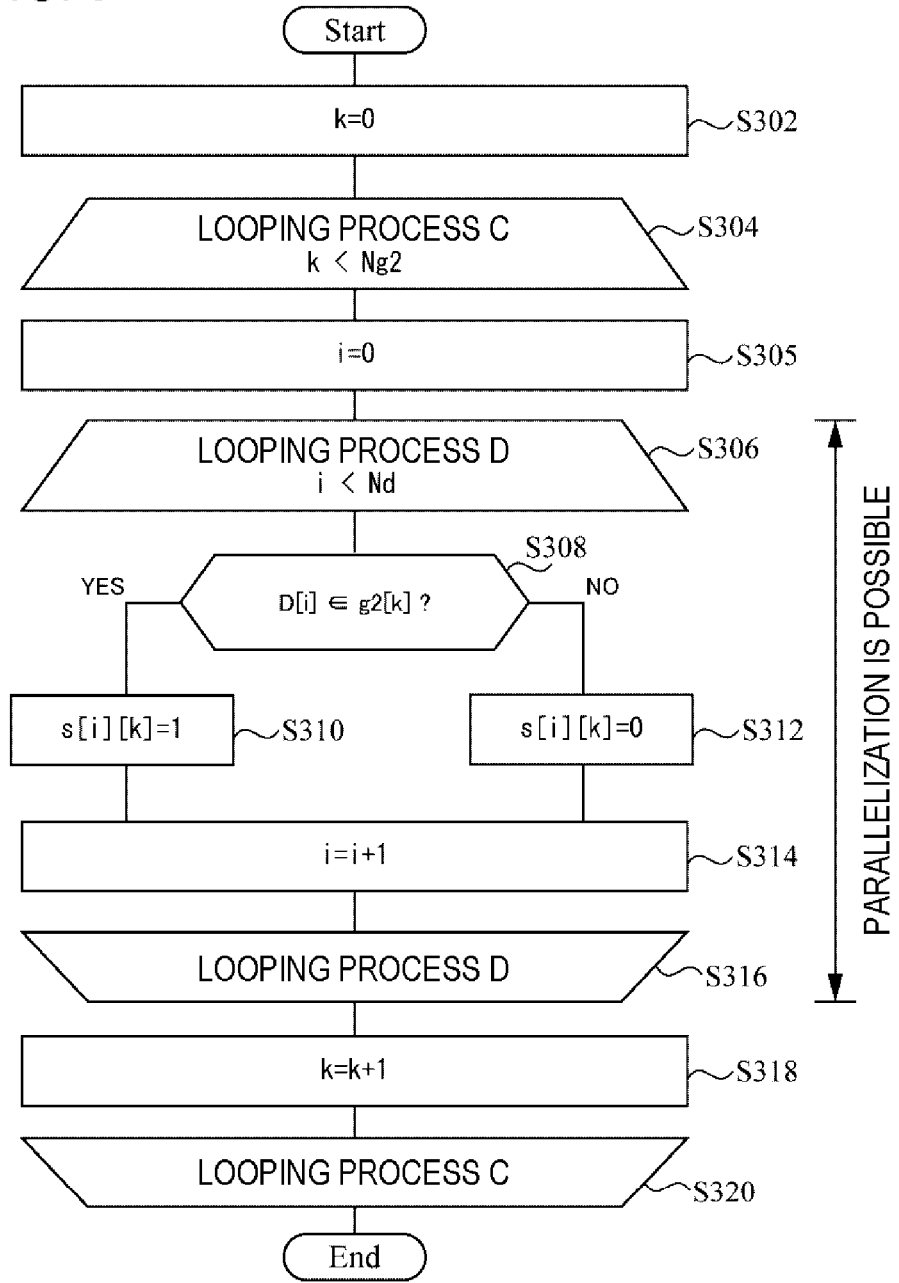 Start
k=0
S302
LOOPING PROCESS C
k < Ng2
S304
i=0
S305
LOOPING PROCESS D
i < Nd
S306
S308
YES
D[i] ∈ g2[k] ?
NO
s[i][k]=1
S310
s[i][k]=0
S312
i=i+1
S314
LOOPING PROCESS D
S316
PARALLELIZATION IS POSSIBLE
k=k+1
S318
LOOPING PROCESS C
S320
End